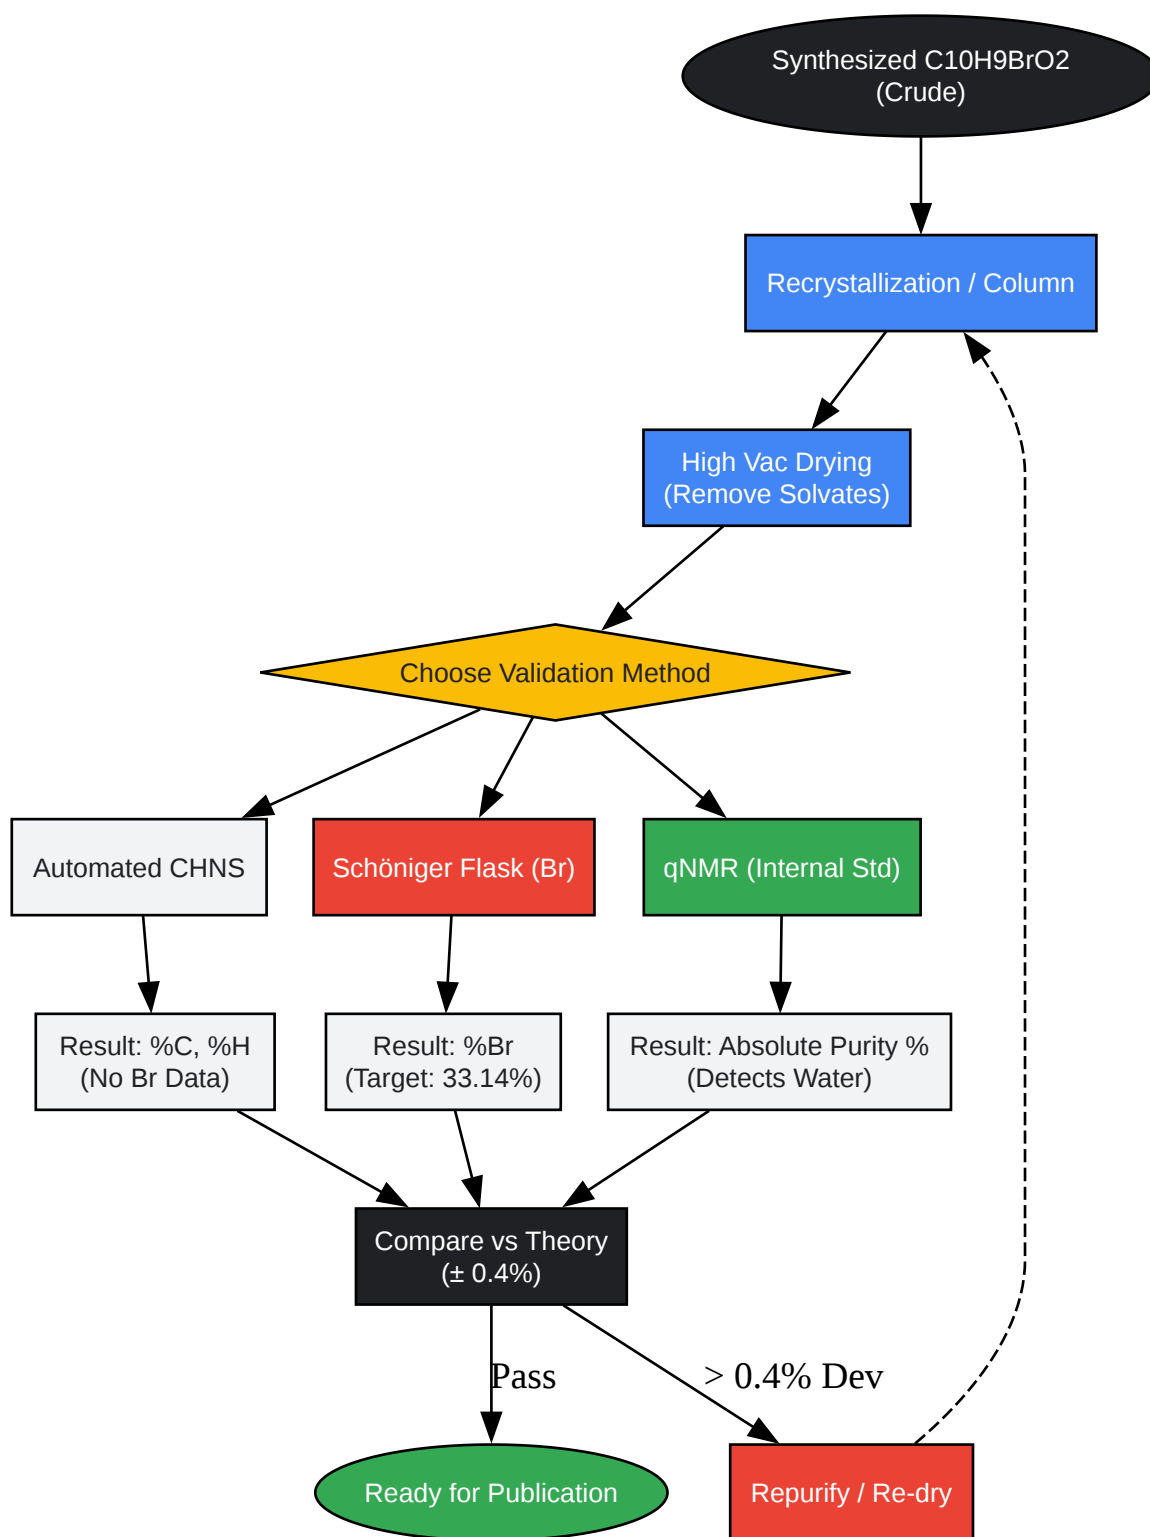 Synthesized C10H9BrO2
(Crude)
Recrystallization / Column
High Vac Drying
(Remove Solvates)
Choose Validation Method
Automated CHNS
Schöniger Flask (Br)
qNMR (Internal Std)
Result: %C, %H
(No Br Data)
Result: %Br
(Target: 33.14%)
Result: Absolute Purity %
(Detects Water)
Compare vs Theory
(± 0.4%)
Pass
> 0.4% Dev
Ready for Publication
Repurify / Re-dry